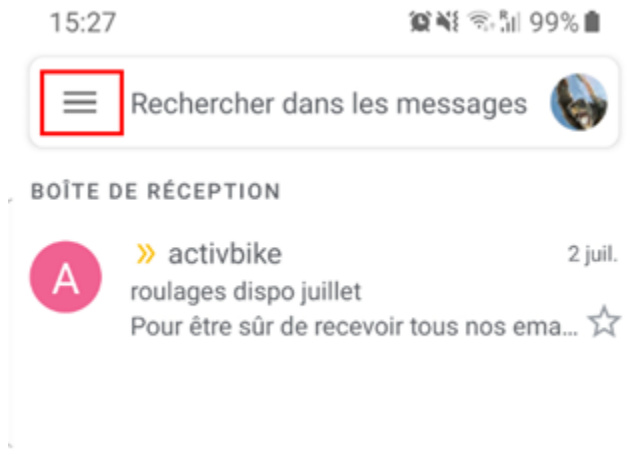 15:27 99%
Rechercher dans les messages
BOÎTE DE RÉCEPTION
A
activbike 2 juil.
roulages dispo juillet
Pour être sûr de recevoir tous nos ema...